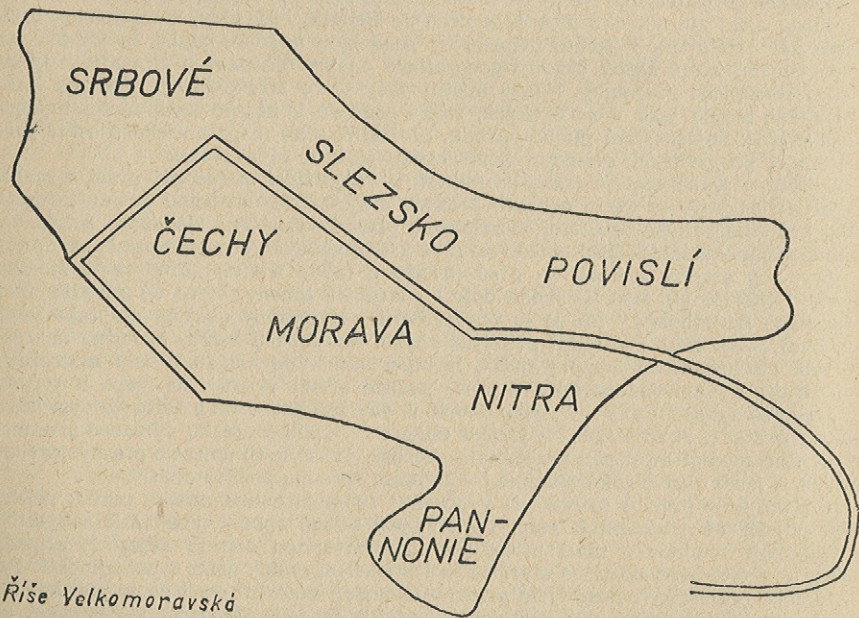 SRBOVÉ
SLEZSKO
ČECHY
POVISLÍ
MORAVA
NITRA
PAN-
NONIE
Říše Velkomoravská